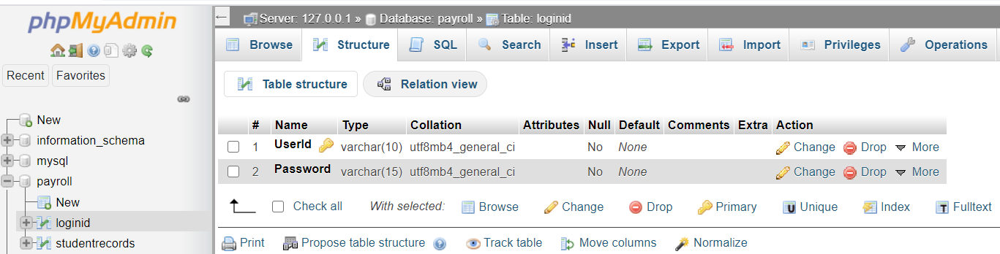 phpMyAdmin
Recent Favorites
New
information_schema
mysql
payroll
New
loginid
studentrecords
Server: 127.0.0.1 » Database: payroll » Table: loginid
Browse Structure SQL Search Insert Export Import Privileges Operations
Table structure Relation view
# Name Type Collation Attributes Null Default Comments Extra Action
1 UserId varchar(10) utf8mb4_general_ci No None Change Drop More
2 Password varchar(15) utf8mb4_general_ci No None Change Drop More
Check all With selected: Browse Change Drop Primary Unique Index Fulltext
Print Propose table structure Track table Move columns Normalize